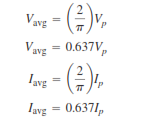 V_avg = (2/π)V_p
V_avg = 0.637V_p
I_avg = (2/π)I_p
I_avg = 0.637I_p